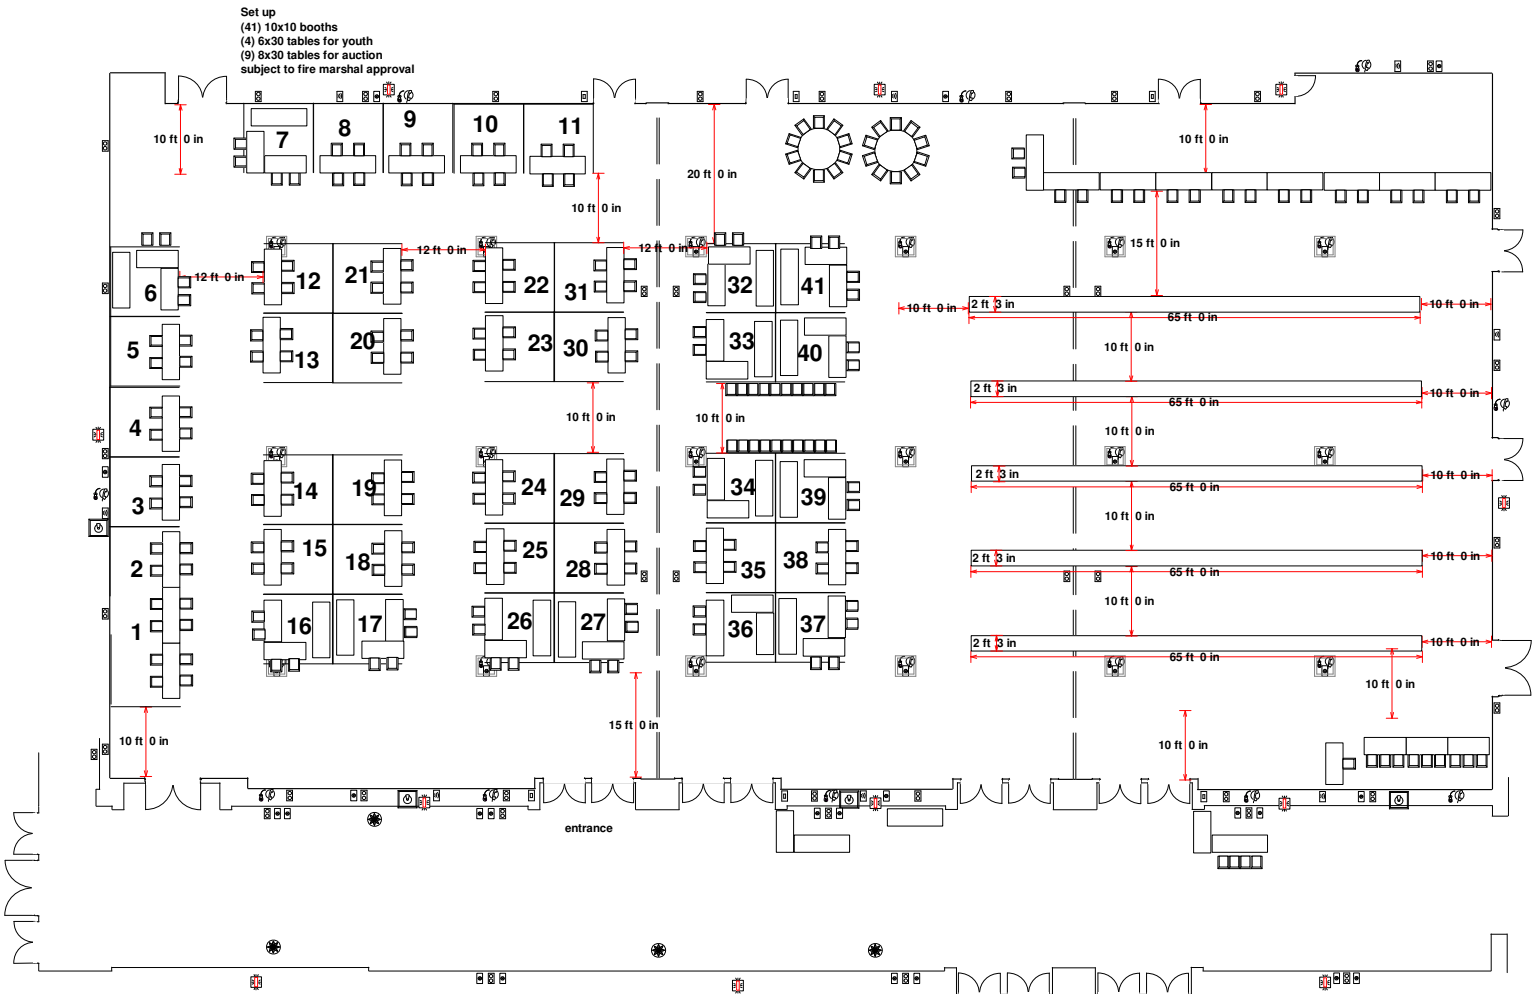 Set up
(41) 10x10 booths
(4) 6x30 tables for youth
(9) 8x30 tables for auction
subject to fire marshal approval
10 ft 0 in
7
8
9
10
11
10 ft 0 in
20 ft 0 in
10 ft 0 in
15 ft 0 in
12 ft 0 in
12 ft 0 in
12 ft 0 in
6
12
21
22
31
32
41
10 ft 0 in
2 ft 3 in
10 ft 0 in
65 ft 0 in
5
13
20
23
30
33
40
10 ft 0 in
2 ft 3 in
10 ft 0 in
65 ft 0 in
4
10 ft 0 in
10 ft 0 in
10 ft 0 in
3
14
19
24
29
34
39
2 ft 3 in
10 ft 0 in
65 ft 0 in
10 ft 0 in
2
15
18
25
28
35
38
2 ft 3 in
10 ft 0 in
65 ft 0 in
10 ft 0 in
1
16
17
26
27
36
37
2 ft 3 in
10 ft 0 in
65 ft 0 in
10 ft 0 in
10 ft 0 in
15 ft 0 in
10 ft 0 in
entrance